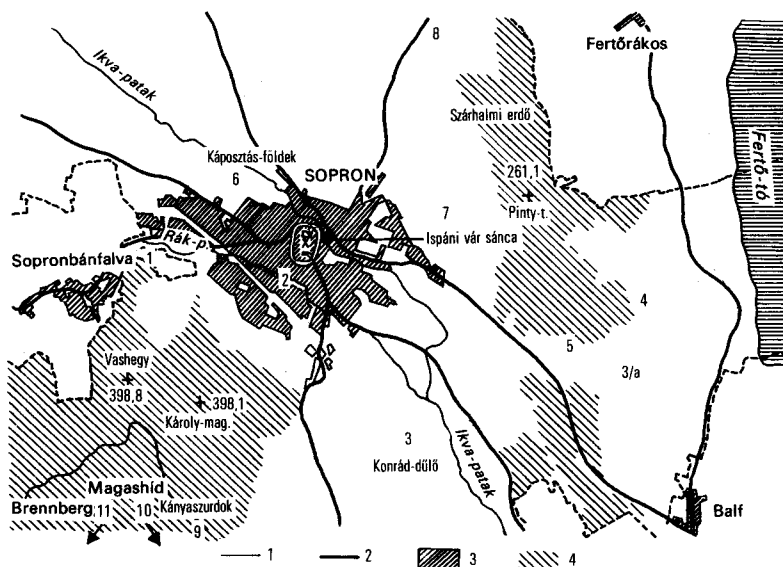 8
Fertőrákos
Ikva-patak
Szárhalmi erdő
Fertő-tó
Káposztás-földek
6
SOPRON
261,1
Pinty-t.
7
Ispáni vár sánca
Rák-p.
Sopronbánfalva
1
2
4
5
3/a
Vashegy
398,8
398,1
Károly-mag.
3
Konrád-dűlő
Ikva-patak
Magashíd
Brennberg
11
10
Kányaszurdok
9
Balf
1
2
3
4